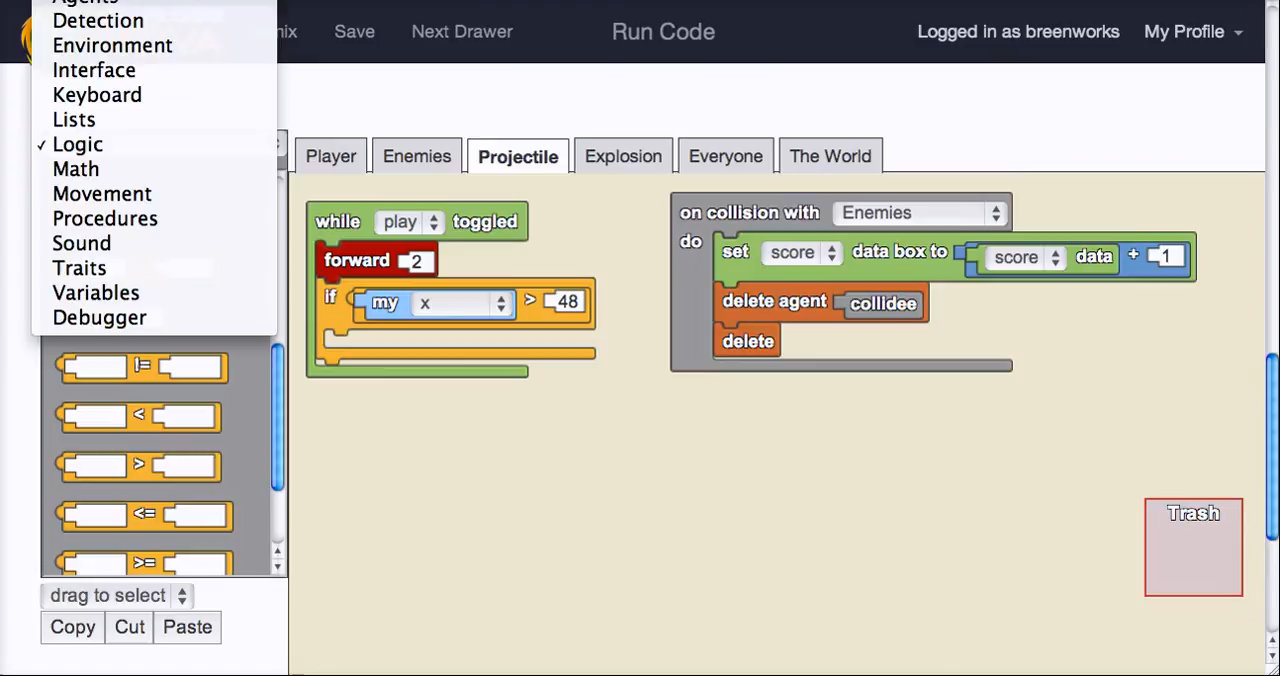 Agents
Detection
Environment
Interface
Keyboard
Lists
✓ Logic
Math
Movement
Procedures
Sound
Traits
Variables
Debugger
Save
Next Drawer
Run Code
Logged in as breenworks
My Profile
Player
Enemies
Projectile
Explosion
Everyone
The World
while play toggled
forward 2
if my x > 48
on collision with Enemies
do set score data box to score data + 1
delete agent collidee
delete
!=
<
>
<=
>=
Trash
drag to select
Copy Cut Paste